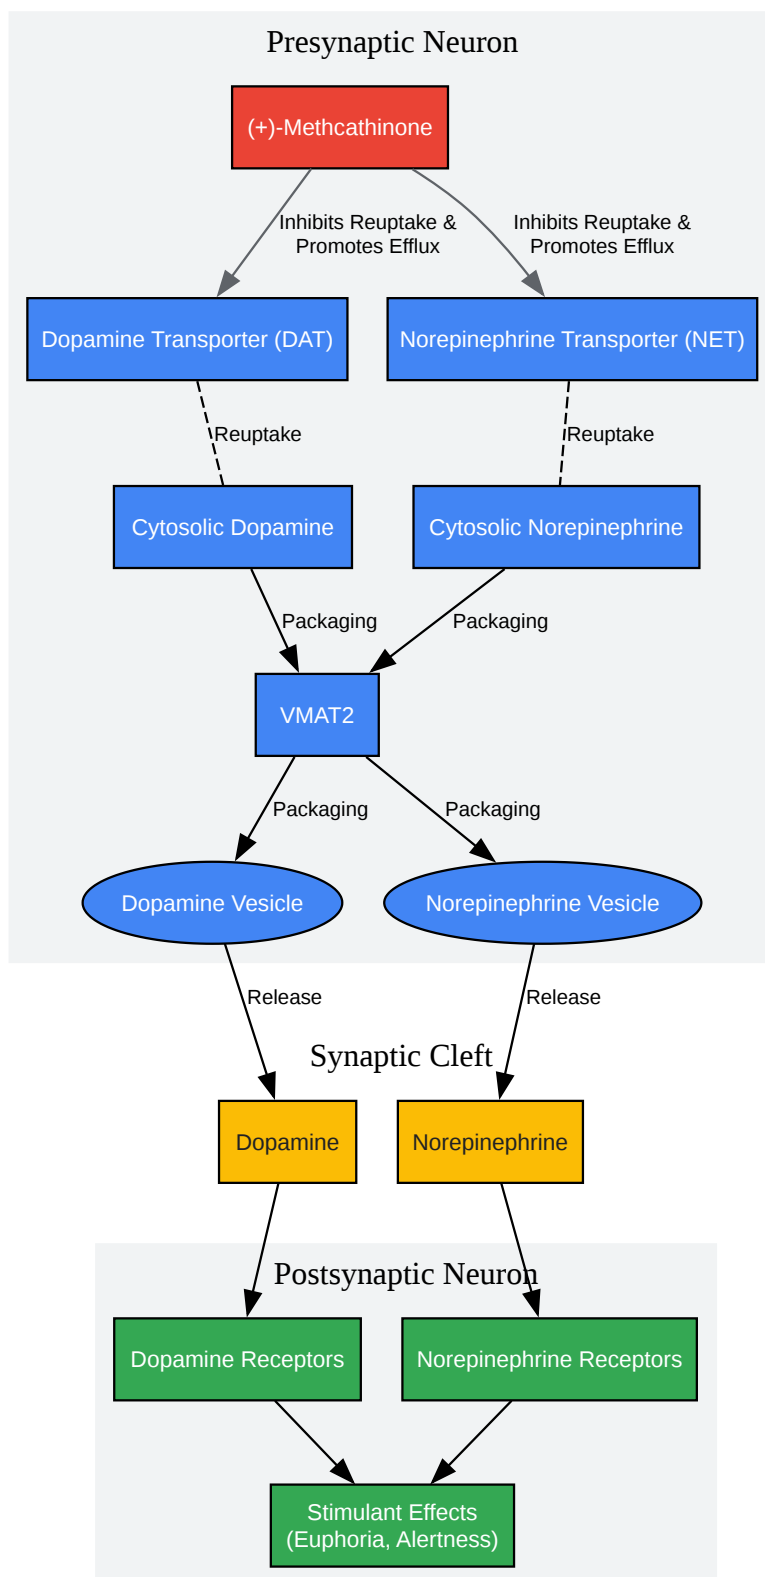 Presynaptic Neuron
(+)-Methcathinone
Inhibits Reuptake &
Promotes Efflux
Inhibits Reuptake &
Promotes Efflux
Dopamine Transporter (DAT)
Norepinephrine Transporter (NET)
Reuptake
Reuptake
Cytosolic Dopamine
Cytosolic Norepinephrine
Packaging
Packaging
VMAT2
Packaging
Packaging
Dopamine Vesicle
Norepinephrine Vesicle
Release
Release
Synaptic Cleft
Dopamine
Norepinephrine
Postsynaptic Neuron
Dopamine Receptors
Norepinephrine Receptors
Stimulant Effects
(Euphoria, Alertness)